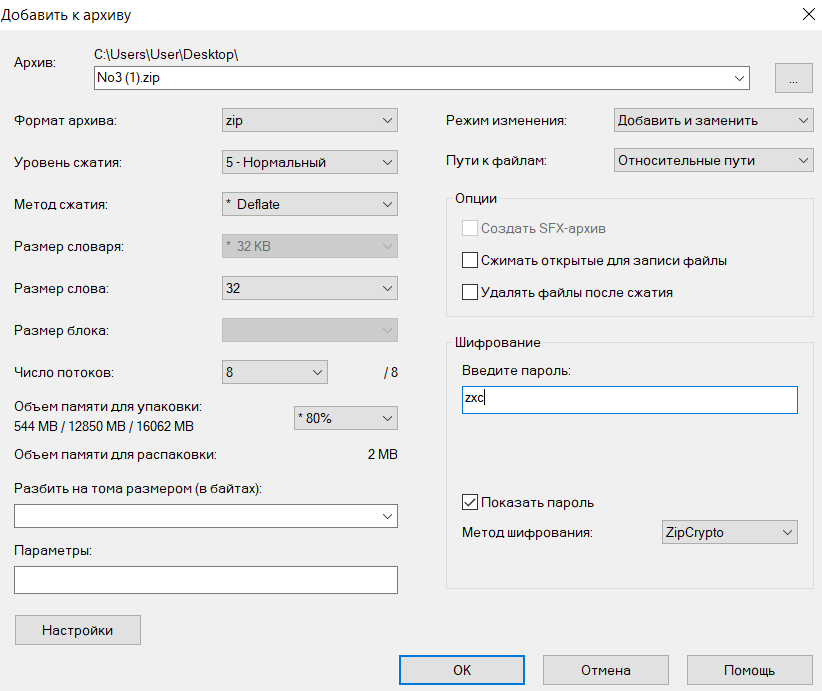 Добавить к архиву
Архив:
C:\Users\User\Desktop\
No3 (1).zip
...
Формат архива:
zip
Уровень сжатия:
5 - Нормальный
Метод сжатия:
* Deflate
Размер словаря:
* 32 KB
Размер слова:
32
Размер блока:
Число потоков:
8
/ 8
Объем памяти для упаковки:
544 MB / 12850 MB / 16062 MB
* 80%
Объем памяти для распаковки:
2 MB
Разбить на тома размером (в байтах):
Параметры:
Настройки
Режим изменения:
Добавить и заменить
Пути к файлам:
Относительные пути
Опции
Создать SFX-архив
Сжимать открытые для записи файлы
Удалять файлы после сжатия
Шифрование
Введите пароль:
zxc
Показать пароль
Метод шифрования:
ZipCrypto
OK
Отмена
Помощь